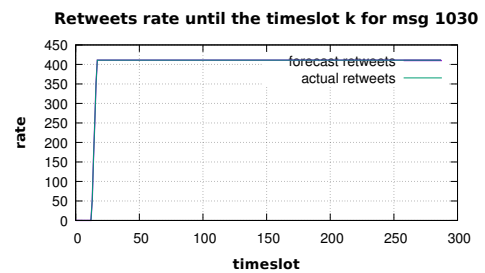 Retweets rate until the timeslot k for msg 1030
450
400
350
300
250
200
150
100
50
0
rate
forecast retweets
actual retweets
0 50 100 150 200 250 300
timeslot